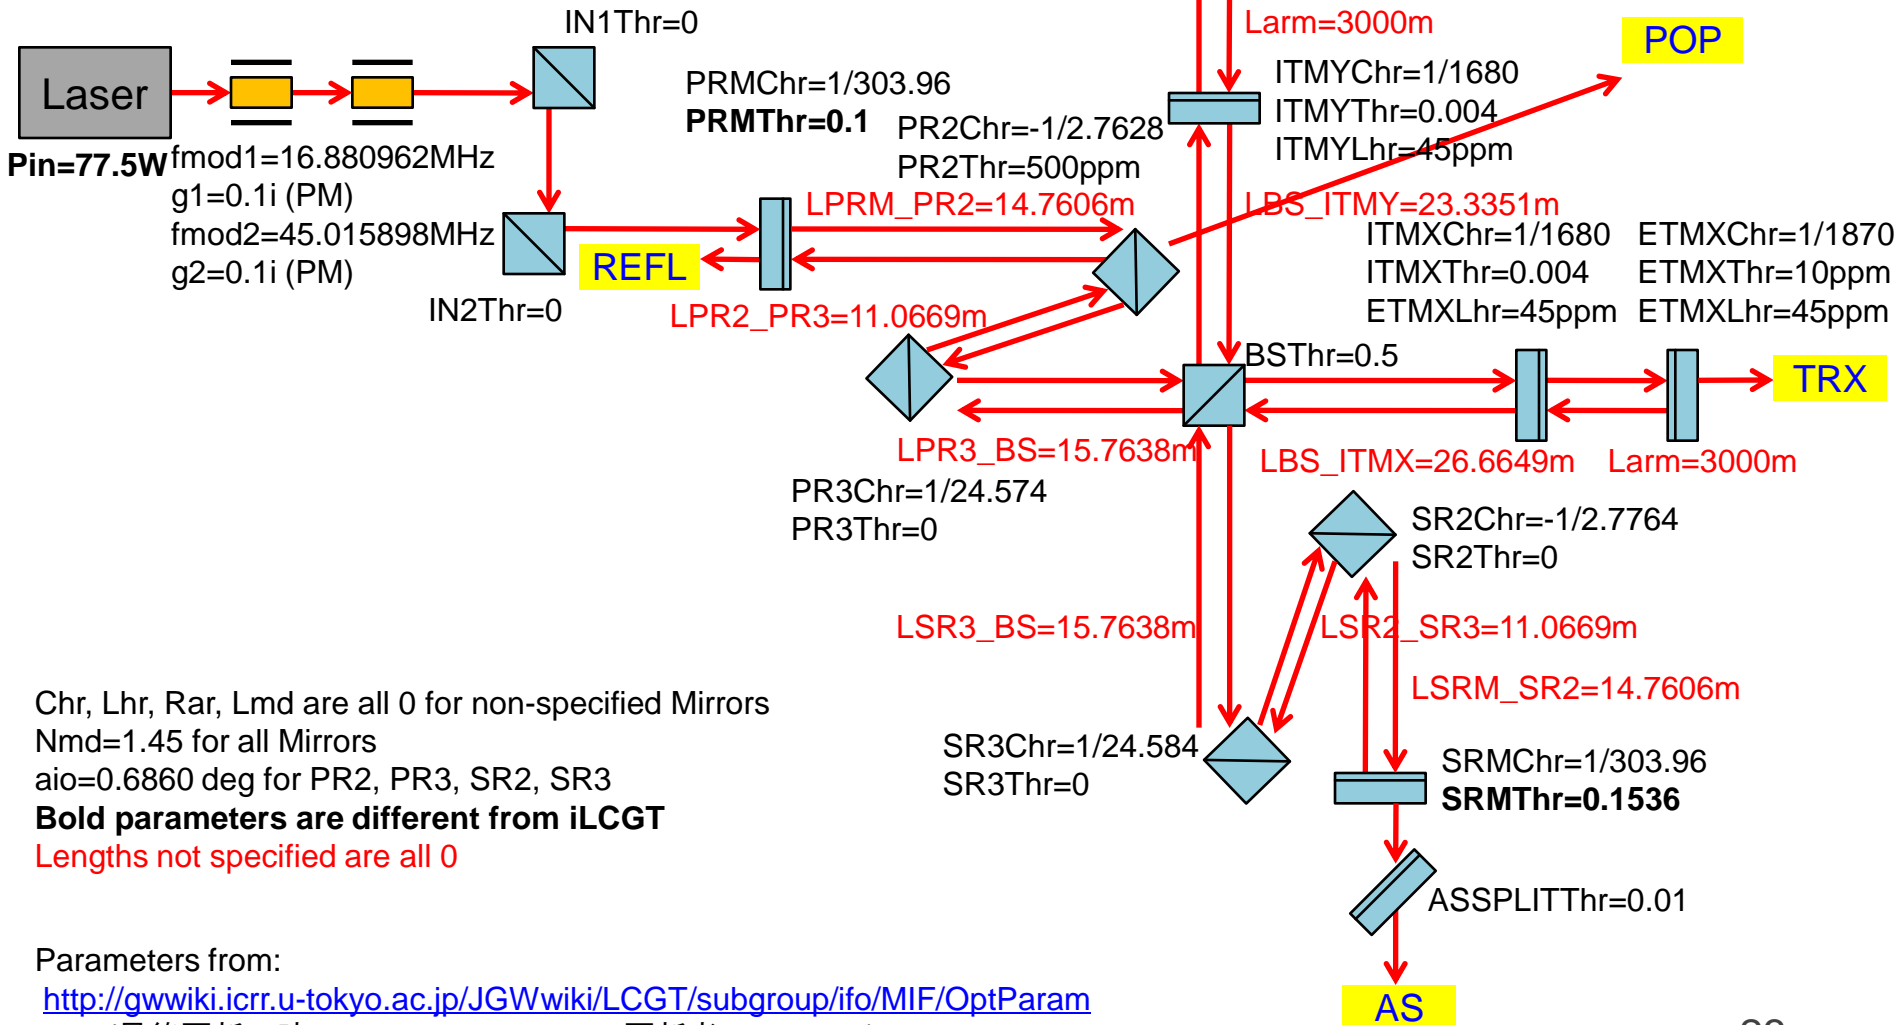 IN1Thr=0
Larm=3000m
POP
Laser
PRMChr=1/303.96
PRMThr=0.1
PR2Chr=-1/2.7628
PR2Thr=500ppm
ITMYChr=1/1680
ITMYThr=0.004
ITMYLhr=45ppm
Pin=77.5W
fmod1=16.880962MHz
g1=0.1i (PM)
fmod2=45.015898MHz
g2=0.1i (PM)
LPRM_PR2=14.7606m
LBS_ITMY=23.3351m
REFL
IN2Thr=0
LPR2_PR3=11.0669m
ITMXChr=1/1680
ITMXThr=0.004
ETMXLhr=45ppm
ETMXChr=1/1870
ETMXThr=10ppm
ETMXLhr=45ppm
BSThr=0.5
TRX
LPR3_BS=15.7638m
LBS_ITMX=26.6649m
Larm=3000m
PR3Chr=1/24.574
PR3Thr=0
SR2Chr=-1/2.7764
SR2Thr=0
LSR3_BS=15.7638m
LSR2_SR3=11.0669m
LSRM_SR2=14.7606m
SR3Chr=1/24.584
SR3Thr=0
SRMChr=1/303.96
SRMThr=0.1536
ASSPLITThr=0.01
AS
Chr, Lhr, Rar, Lmd are all 0 for non-specified Mirrors
Nmd=1.45 for all Mirrors
aio=0.6860 deg for PR2, PR3, SR2, SR3
Bold parameters are different from iLCGT
Lengths not specified are all 0
Parameters from:
http://gwwiki.icrr.u-tokyo.ac.jp/JGWwiki/LCGT/subgroup/ifo/MIF/OptParam